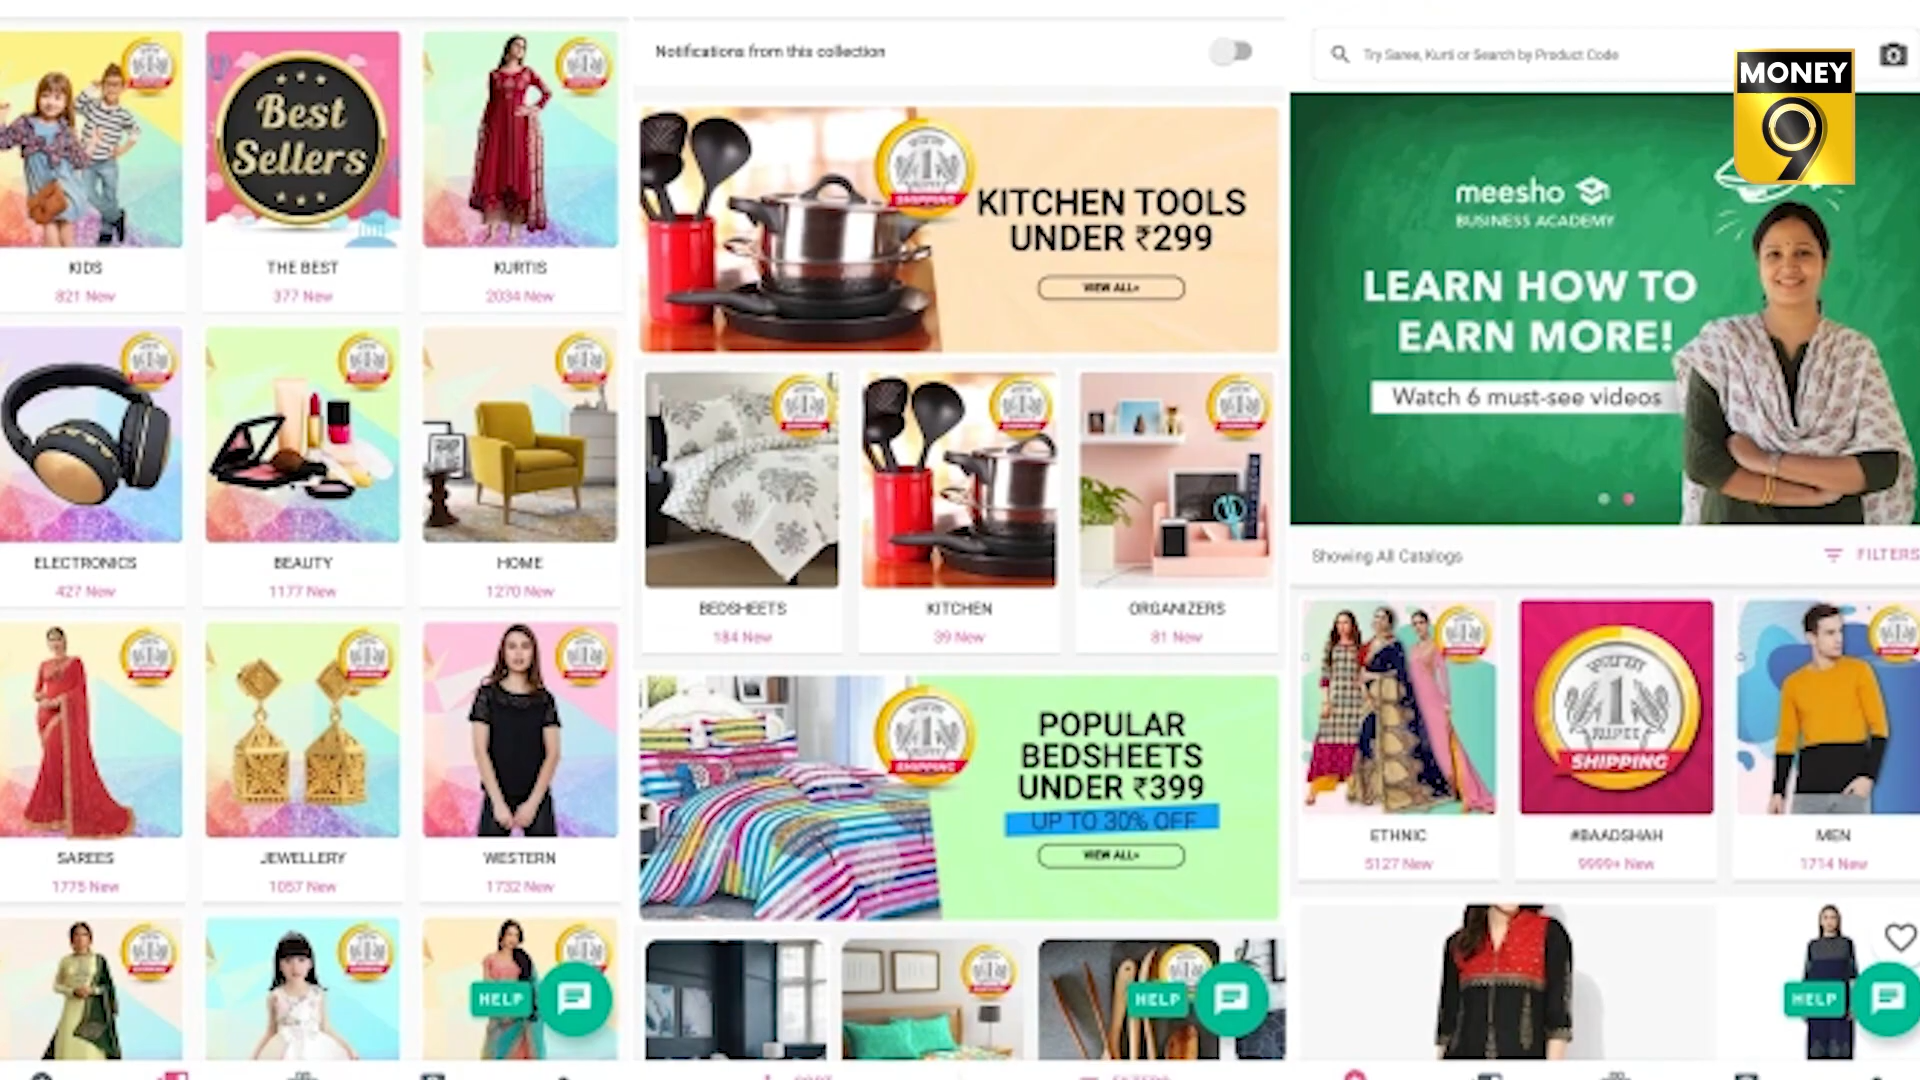 Best
Sellers
KIDS
821 New
THE BEST
377 New
KURTIS
2034 New
ELECTRONICS
427 New
BEAUTY
1177 New
HOME
1270 New
SAREES
1775 New
JEWELLERY
1057 New
WESTERN
1732 New
HELP
Notifications from this collection
SHIPPING
KITCHEN TOOLS
UNDER ₹299
VIEW ALL>
BEDSHEETS
184 New
KITCHEN
39 New
ORGANIZERS
81 New
SHIPPING
POPULAR
BEDSHEETS
UNDER ₹399
UP TO 30% OFF
VIEW ALL>
HELP
Try Saree, Kurti or Search by Product Code
MONEY
9
meesho
BUSINESS ACADEMY
LEARN HOW TO
EARN MORE!
Watch 6 must-see videos
Showing All Catalogs
FILTERS
1
RUPEE
SHIPPING
ETHNIC
5127 New
#BAADSHAH
9999+ New
MEN
1714 New
HELP